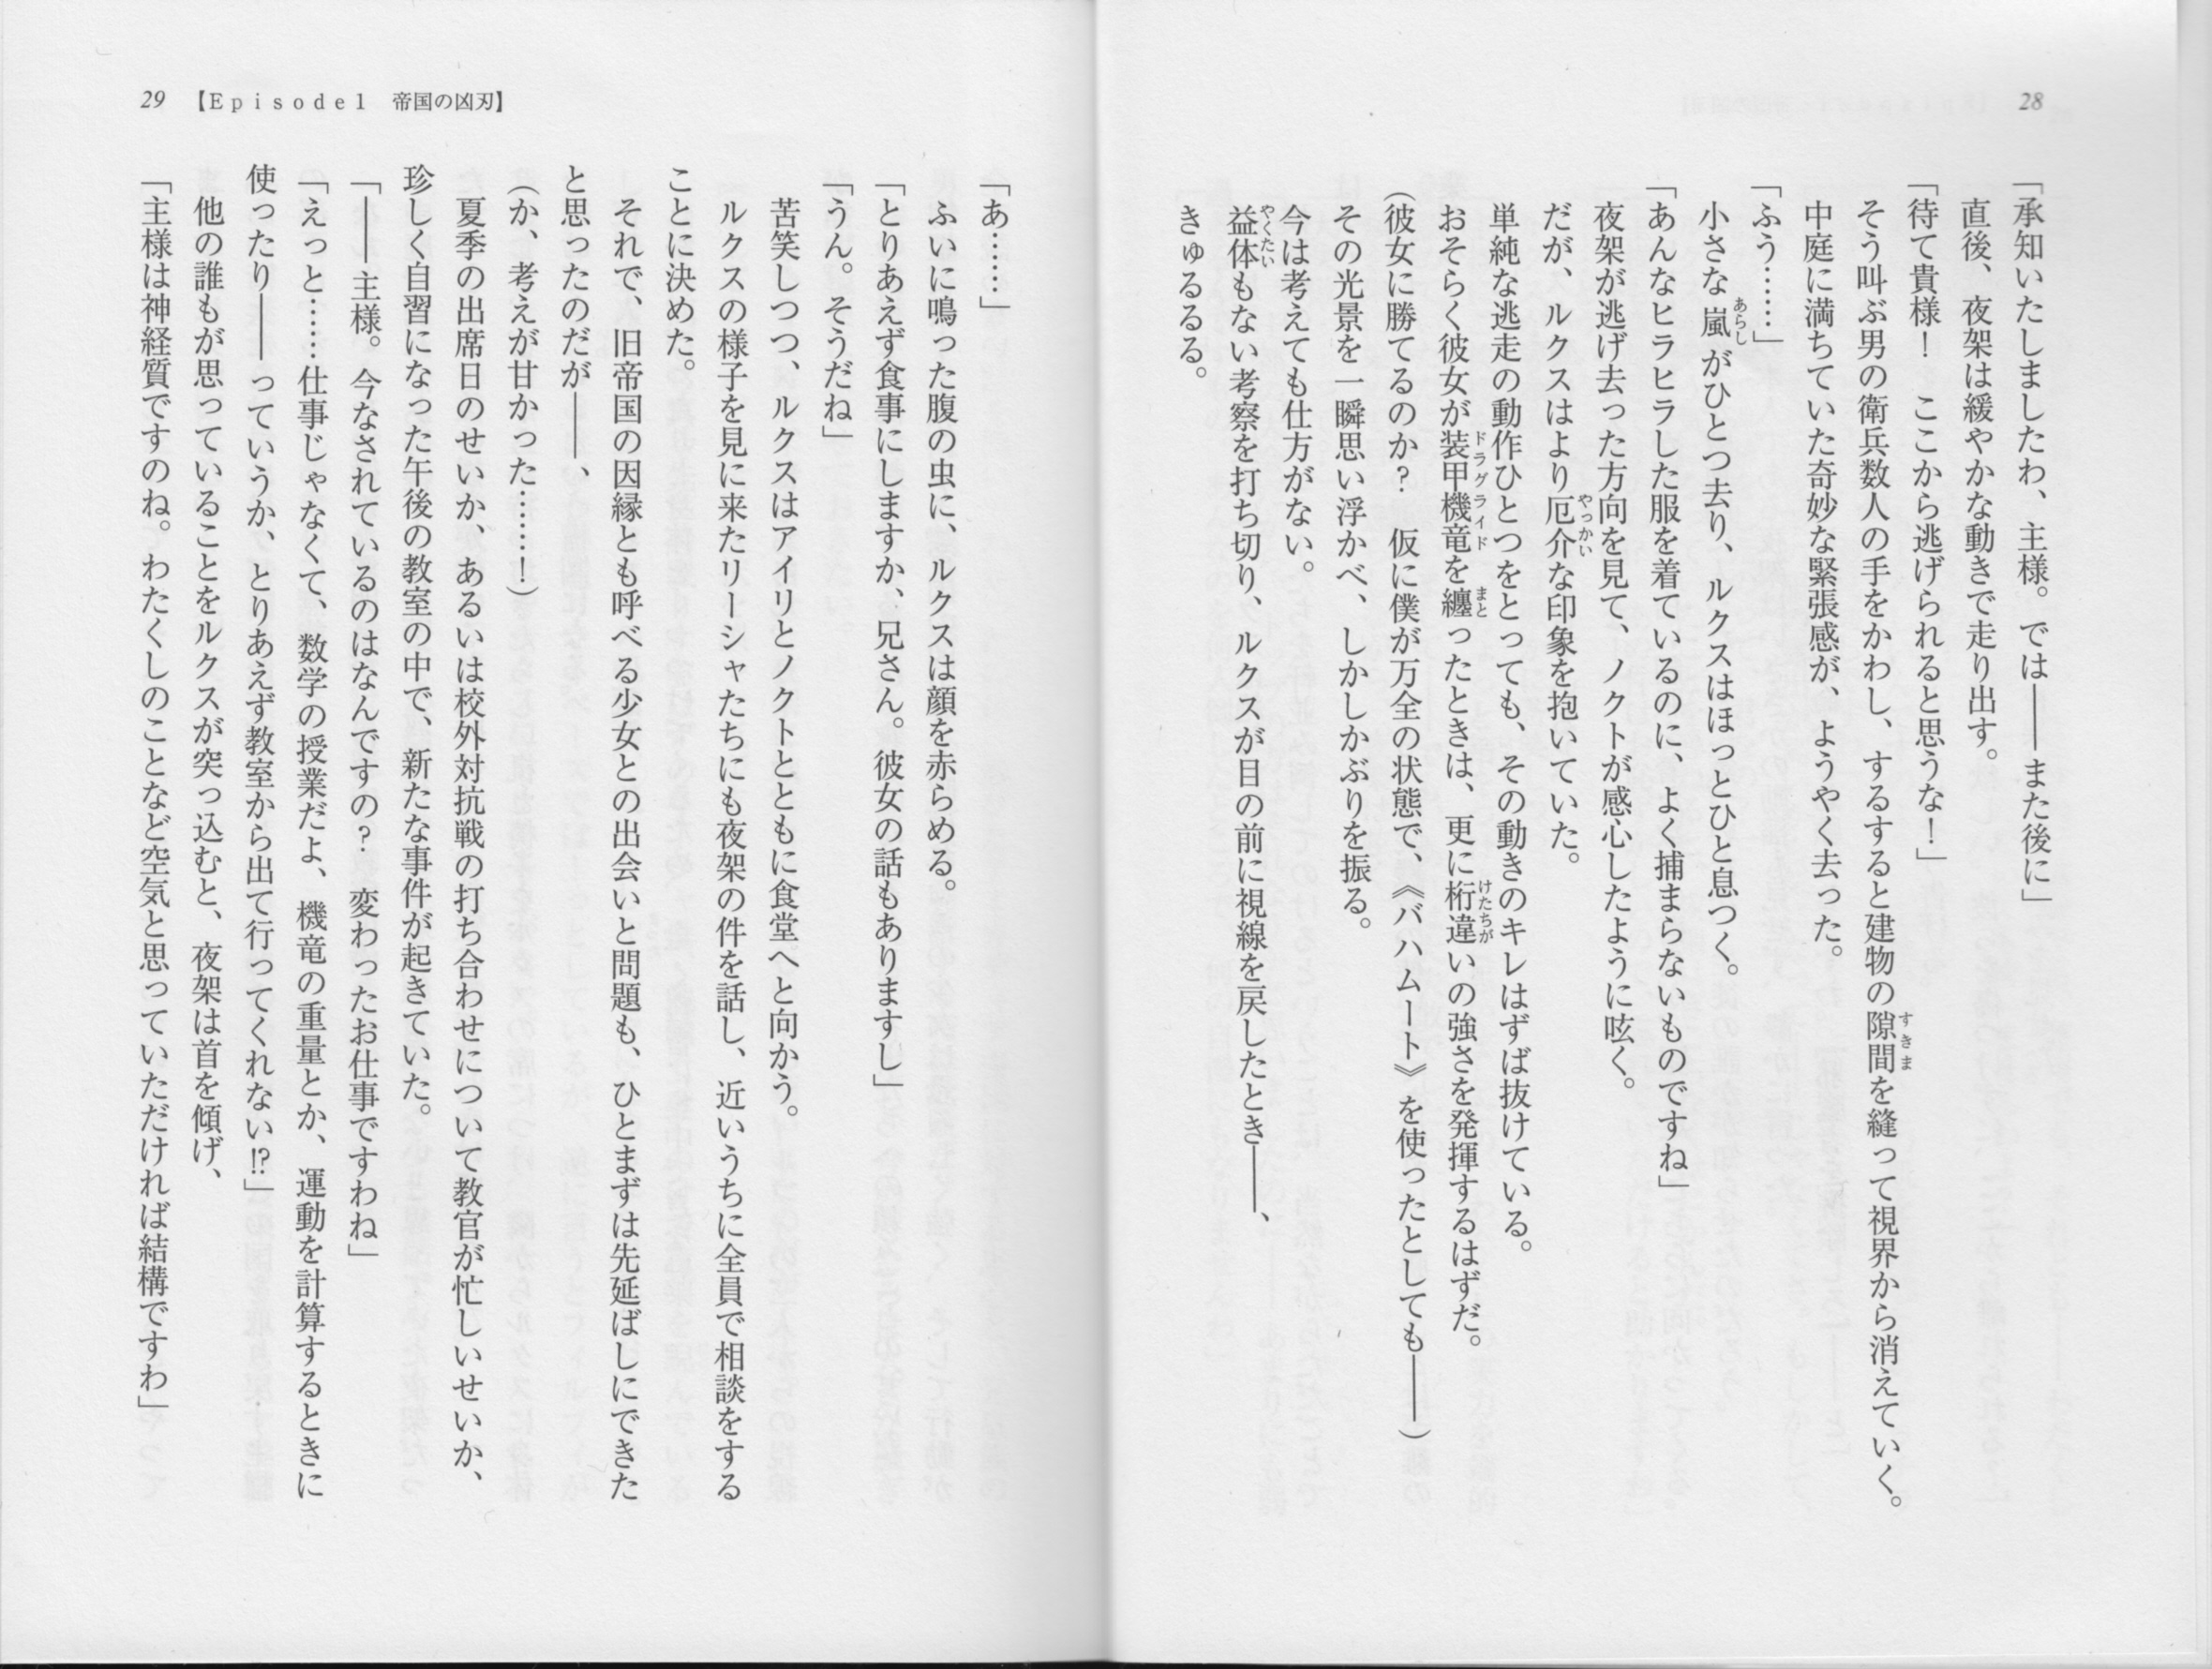 28
「承知いたしましたわ、主様。では――また後に」
直後、夜架は緩やかな動きで走り出す。
「待て貴様！　ここから逃げられると思うな！」
そう叫ぶ男の衛兵数人の手をかわし、するすると建物の隙間を縫って視界から消えていく。
中庭に満ちていた奇妙な緊張感が、ようやく去った。
「ふう……」
小さな嵐がひとつ去り、ルクスはほっとひと息つく。
「あんなヒラヒラした服を着ているのに、よく捕まらないものですね」
夜架が逃げ去った方向を見て、ノクトが感心したように呟く。
だが、ルクスはより厄介な印象を抱いていた。
単純な逃走の動作ひとつをとっても、その動きのキレはずば抜けている。
おそらく彼女が装甲機竜を纏ったときは、更に桁違いの強さを発揮するはずだ。
（彼女に勝てるのか？　仮に僕が万全の状態で、《バハムート》を使ったとしても――）
その光景を一瞬思い浮かべ、しかしかぶりを振る。
今は考えても仕方がない。
益体もない考察を打ち切り、ルクスが目の前に視線を戻したとき――、
きゅるるる。
29 【Episode1　帝国の凶刃】
「あ……」
ふいに鳴った腹の虫に、ルクスは顔を赤らめる。
「とりあえず食事にしますか、兄さん。彼女の話もありますし」
「うん。そうだね」
苦笑しつつ、ルクスはアイリとノクトとともに食堂へと向かう。
ルクスの様子を見に来たリーシャたちにも夜架の件を話し、近いうちに全員で相談をする
ことに決めた。
それで、旧帝国の因縁とも呼べる少女との出会いと問題も、ひとまずは先延ばしにできた
と思ったのだが――、
（か、考えが甘かった……！）
夏季の出席日のせいか、あるいは校外対抗戦の打ち合わせについて教官が忙しいせいか、
珍しく自習になった午後の教室の中で、新たな事件が起きていた。
「――主様。今なされているのはなんですの？　変わったお仕事ですわね」
「えっと……仕事じゃなくて、数学の授業だよ、機竜の重量とか、運動を計算するときに
使ったり――っていうか、とりあえず教室から出て行ってくれない⁉」
他の誰もが思っていることをルクスが突っ込むと、夜架は首を傾げ、
「主様は神経質ですのね。わたくしのことなど空気と思っていただければ結構ですわ」